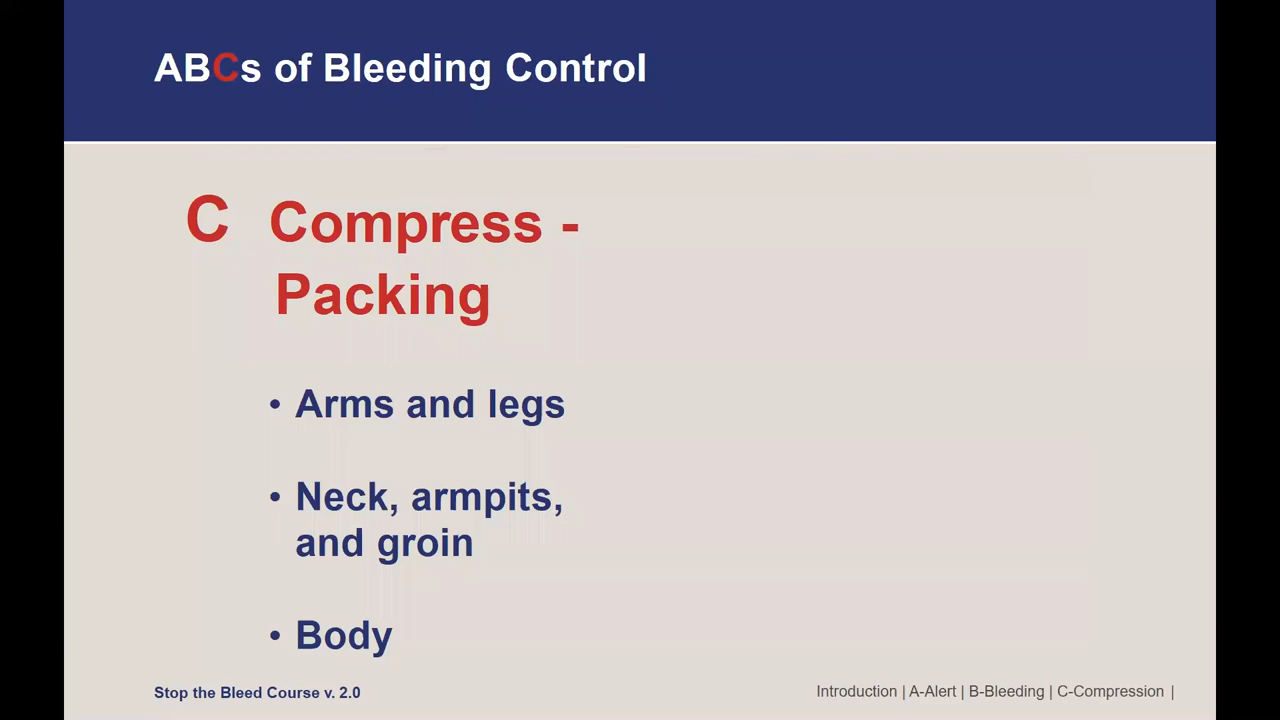 ABCs of Bleeding Control
C Compress -
Packing
• Arms and legs
• Neck, armpits,
and groin
• Body
Stop the Bleed Course v. 2.0
Introduction | A-Alert | B-Bleeding | C-Compression |